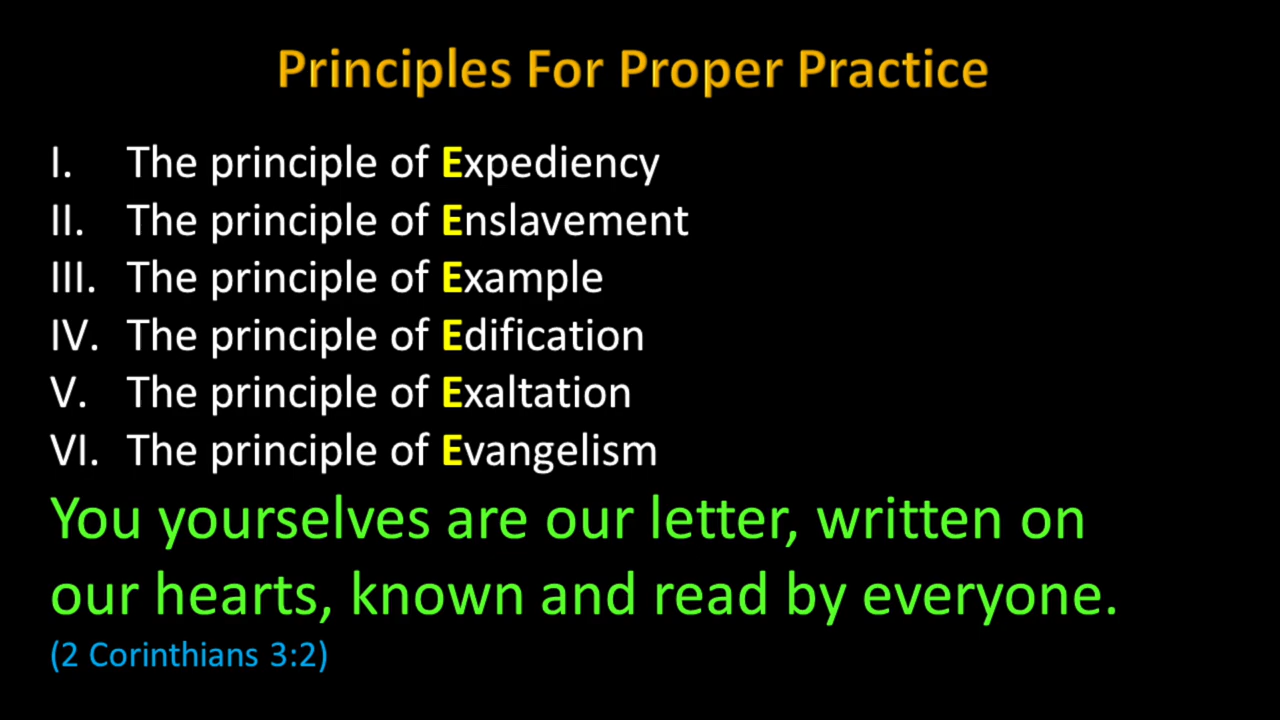 Principles For Proper Practice
I. The principle of Expediency
II. The principle of Enslavement
III. The principle of Example
IV. The principle of Edification
V. The principle of Exaltation
VI. The principle of Evangelism
You yourselves are our letter, written on
our hearts, known and read by everyone.
(2 Corinthians 3:2)